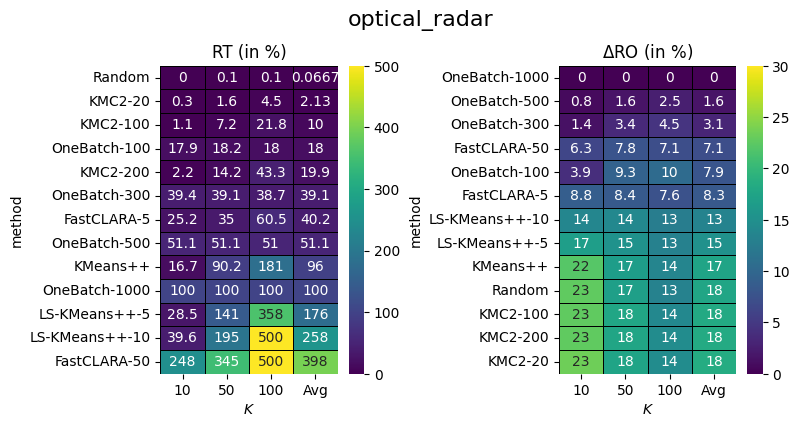 optical_radar
RT (in %)
method
Random 0 0.1 0.1 0.0667
KMC2-20 0.3 1.6 4.5 2.13
KMC2-100 1.1 7.2 21.8 10
OneBatch-100 17.9 18.2 18 18
KMC2-200 2.2 14.2 43.3 19.9
OneBatch-300 39.4 39.1 38.7 39.1
FastCLARA-5 25.2 35 60.5 40.2
OneBatch-500 51.1 51.1 51 51.1
KMeans++ 16.7 90.2 181 96
OneBatch-1000 100 100 100 100
LS-KMeans++-5 28.5 141 358 176
LS-KMeans++-10 39.6 195 500 258
FastCLARA-50 248 345 500 398
10 50 100 Avg
K
500
400
300
200
100
0
ΔRO (in %)
method
OneBatch-1000 0 0 0 0
OneBatch-500 0.8 1.6 2.5 1.6
OneBatch-300 1.4 3.4 4.5 3.1
FastCLARA-50 6.3 7.8 7.1 7.1
OneBatch-100 3.9 9.3 10 7.9
FastCLARA-5 8.8 8.4 7.6 8.3
LS-KMeans++-10 14 14 13 13
LS-KMeans++-5 17 15 13 15
KMeans++ 22 17 14 17
Random 23 17 13 18
KMC2-100 23 18 14 18
KMC2-200 23 18 14 18
KMC2-20 23 18 14 18
10 50 100 Avg
K
30
25
20
15
10
5
0